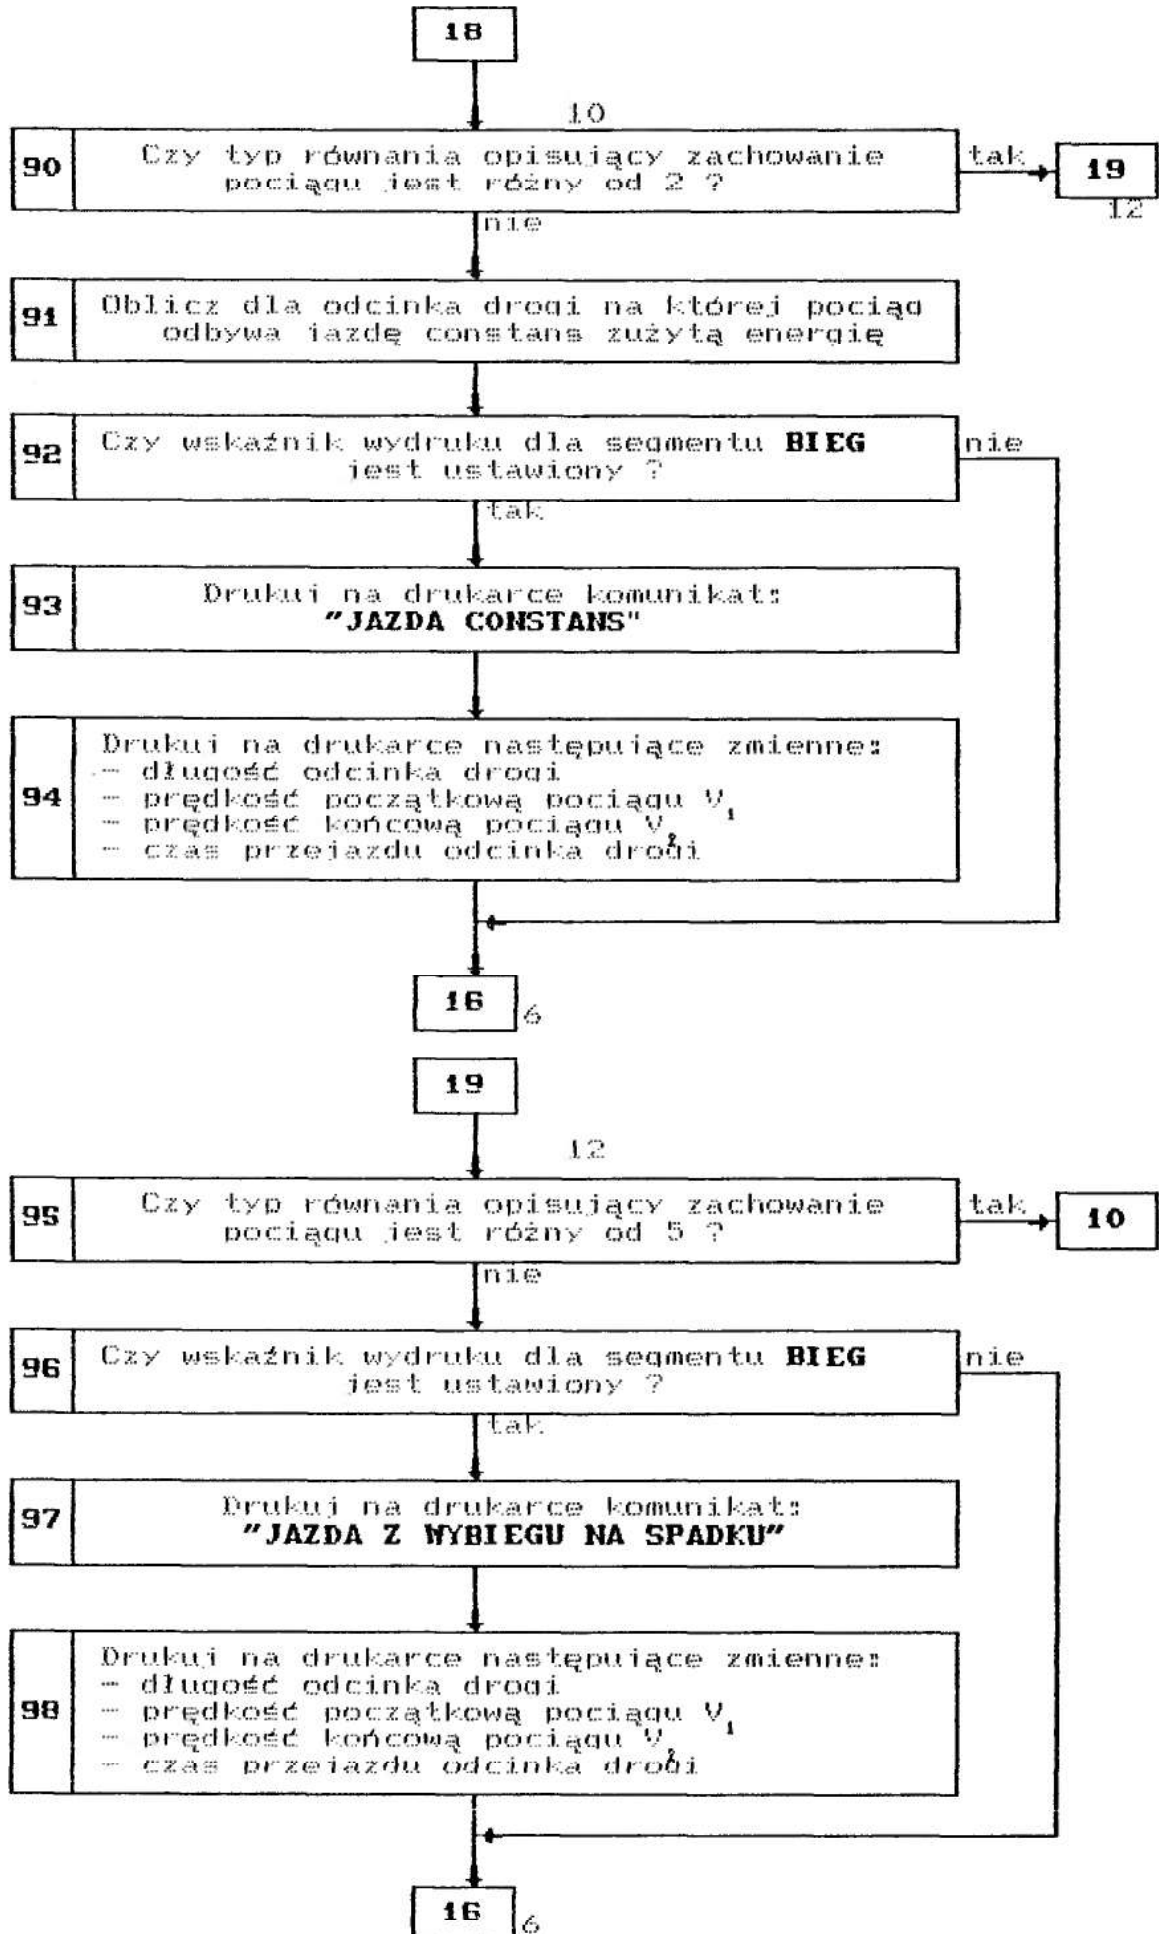 18
10
90
Czy typ równania opisujący zachowanie
pociągu jest różny od 2 ?
tak
19
12
nie
91
Oblicz dla odcinka drogi na której pociąg
odbywa jazdę constans zużytą energię
92
Czy wskaźnik wydruku dla segmentu BIEG
jest ustawiony ?
nie
tak
93
Drukuj na drukarce komunikat:
"JAZDA CONSTANS"
94
Drukuj na drukarce następujące zmienne:
- długość odcinka drogi
- prędkość początkową pociągu V₁
- prędkość końcową pociągu V₂
- czas przejazdu odcinka drogi
16
6
19
12
95
Czy typ równania opisujący zachowanie
pociągu jest różny od 5 ?
tak
10
nie
96
Czy wskaźnik wydruku dla segmentu BIEG
jest ustawiony ?
nie
tak
97
Drukuj na drukarce komunikat:
"JAZDA Z WYBIEGU NA SPADKU"
98
Drukuj na drukarce następujące zmienne:
- długość odcinka drogi
- prędkość początkową pociągu V₁
- prędkość końcową pociągu V₂
- czas przejazdu odcinka drogi
16
6